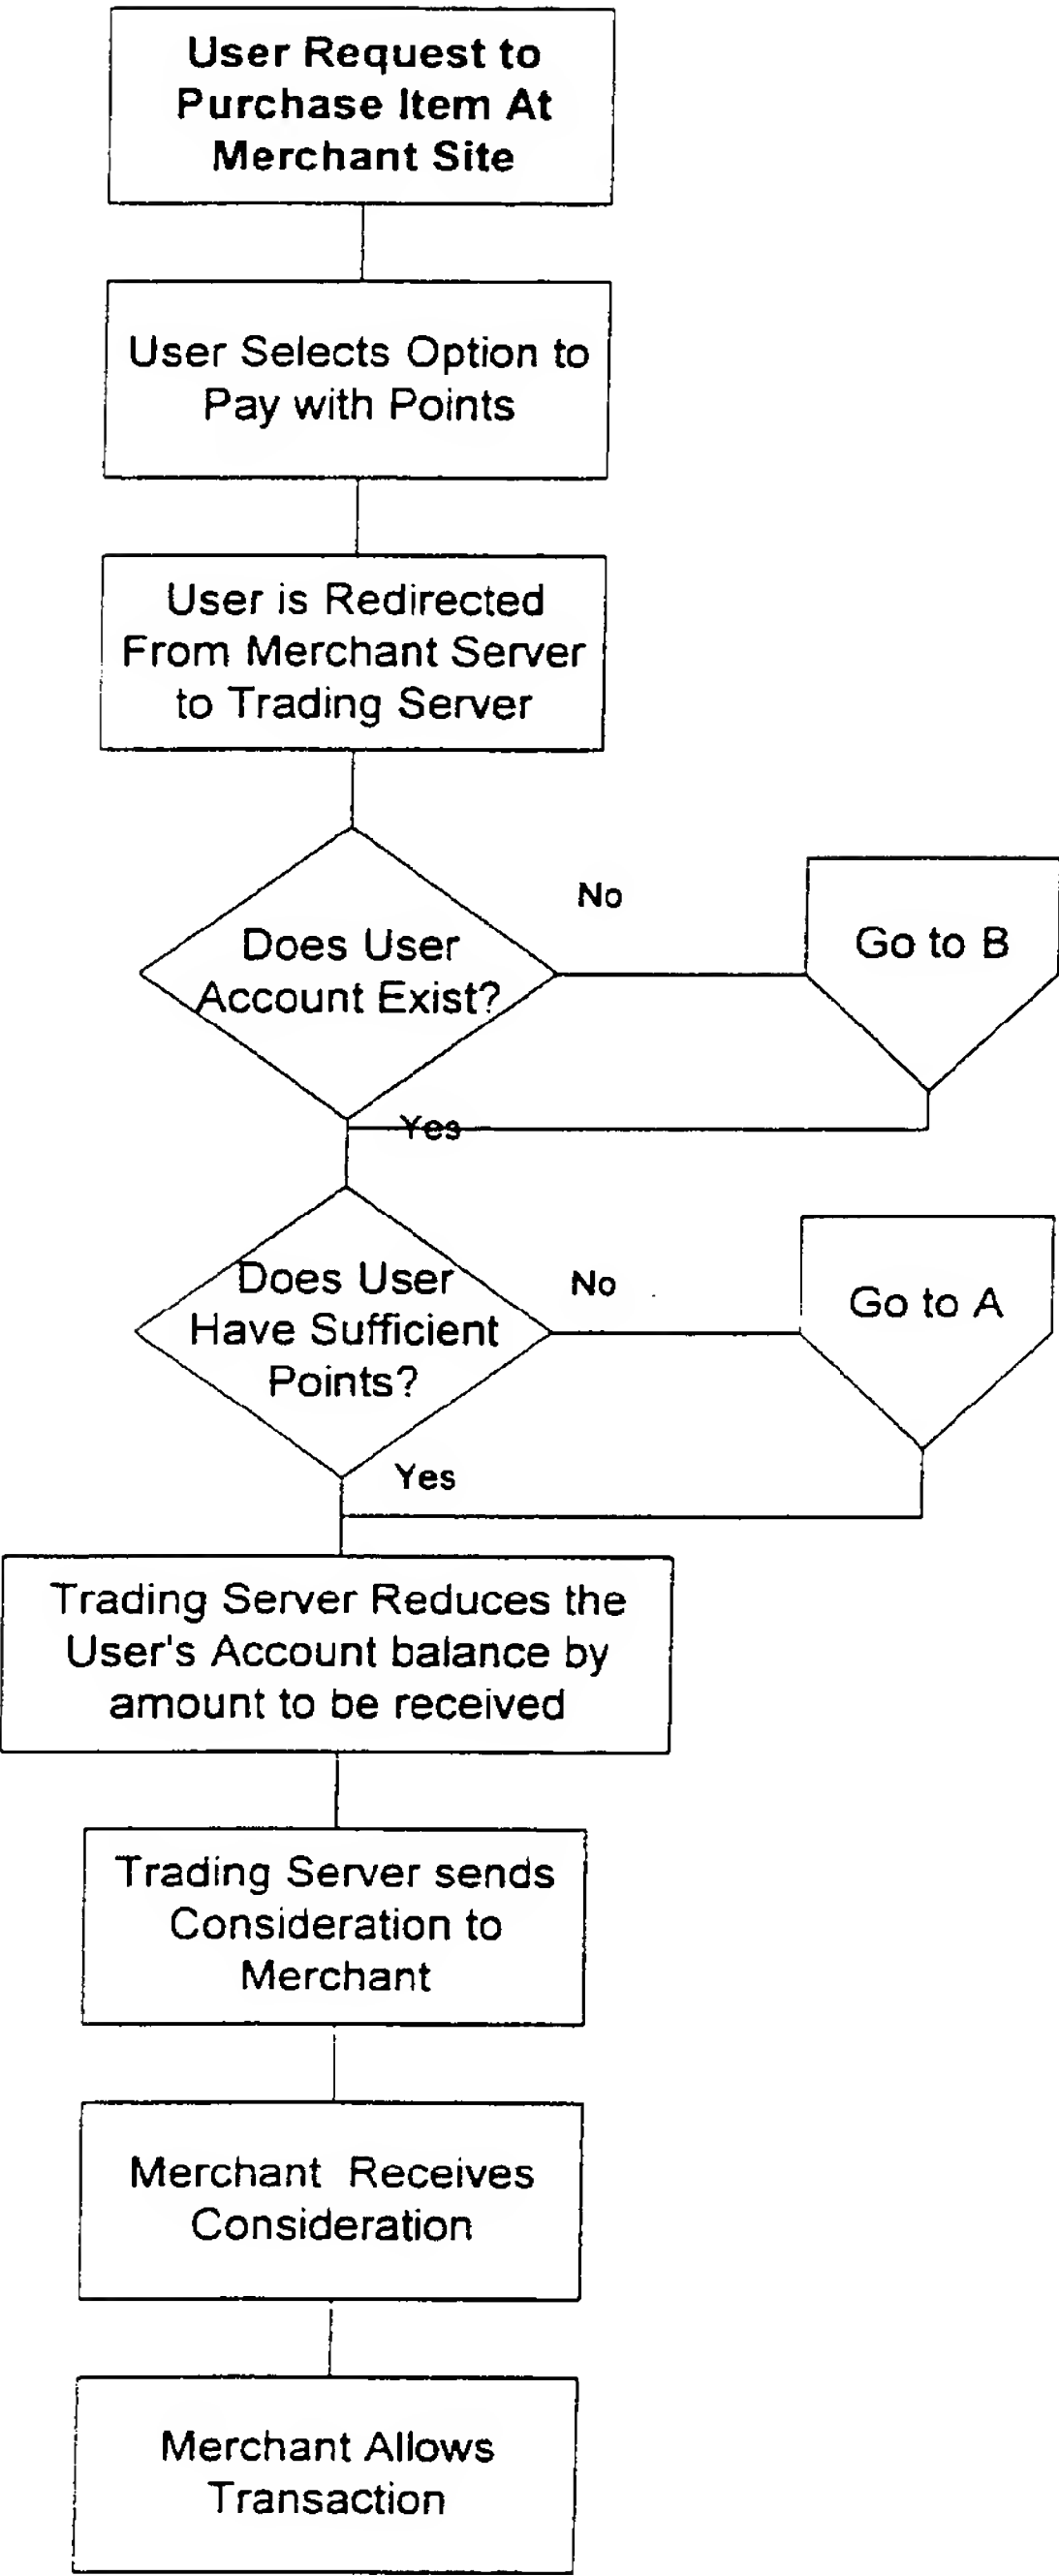 User Request to
Purchase Item At
Merchant Site
User Selects Option to
Pay with Points
User is Redirected
From Merchant Server
to Trading Server
No
Does User
Account Exist?
Go to B
Yes
Does User
Have Sufficient
Points?
No
Go to A
Yes
Trading Server Reduces the
User's Account balance by
amount to be received
Trading Server sends
Consideration to
Merchant
Merchant Receives
Consideration
Merchant Allows
Transaction